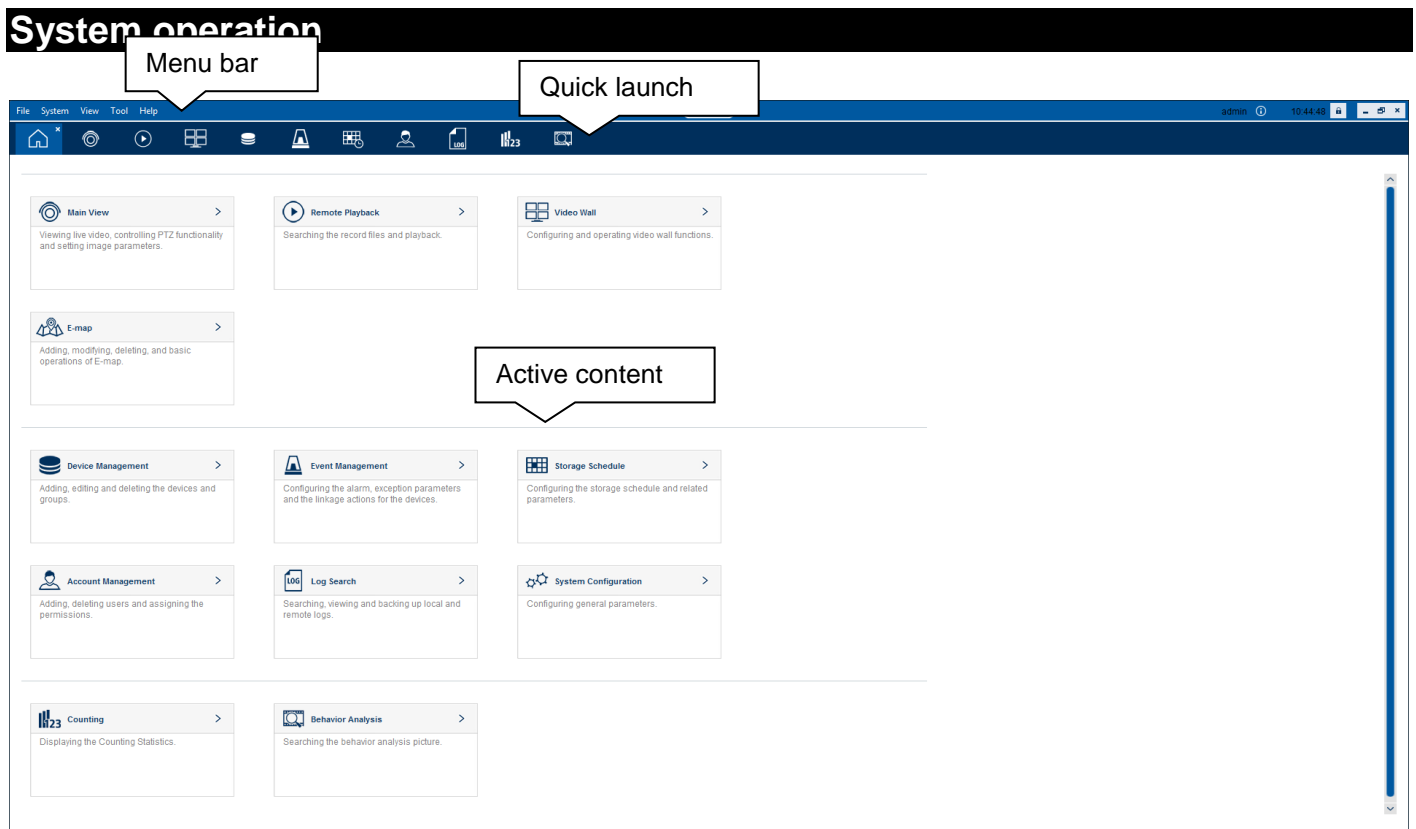 System operation
Menu bar
Quick launch
File System View Tool Help
admin 10:44:48
LOG
123
Main View
Viewing live video, controlling PTZ functionality
and setting image parameters.
Remote Playback
Searching the record files and playback.
Video Wall
Configuring and operating video wall functions.
E-map
Adding, modifying, deleting, and basic
operations of E-map.
Active content
Device Management
Adding, editing and deleting the devices and
groups.
Event Management
Configuring the alarm, exception parameters
and the linkage actions for the devices.
Storage Schedule
Configuring the storage schedule and related
parameters.
Account Management
Adding, deleting users and assigning the
permissions.
LOG Log Search
Searching, viewing and backing up local and
remote logs.
System Configuration
Configuring general parameters.
123 Counting
Displaying the Counting Statistics.
Behavior Analysis
Searching the behavior analysis picture.